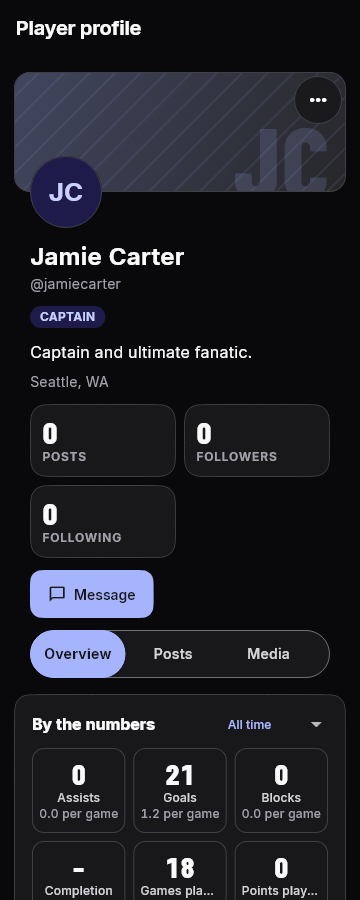 Player profile
JC
JC
Jamie Carter
@jamiecarter
CAPTAIN
Captain and ultimate fanatic.
Seattle, WA
0 0
POSTS FOLLOWERS
0
FOLLOWING
Message
Overview Posts Media
By the numbers All time
0 21 0
Assists Goals Blocks
0.0 per game 1.2 per game 0.0 per game
- 18 0
Completion Games pla... Points play...